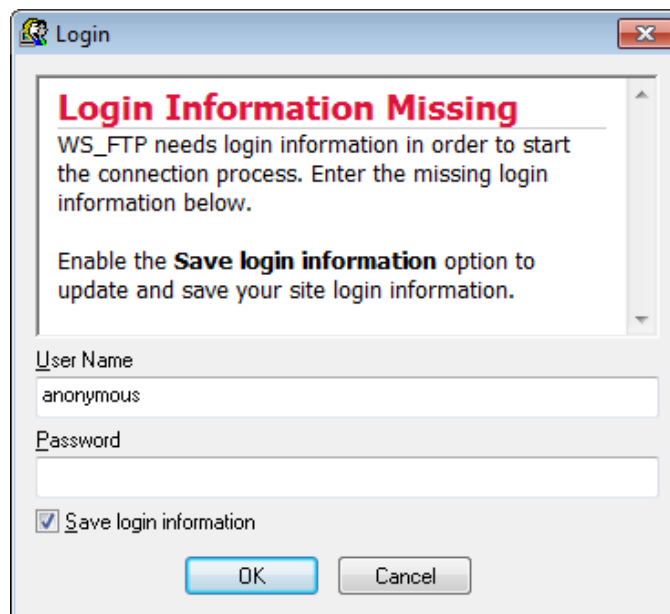 Login
Login Information Missing
WS_FTP needs login information in order to start
the connection process. Enter the missing login
information below.
Enable the Save login information option to
update and save your site login information.
User Name
anonymous
Password
Save login information
OK
Cancel